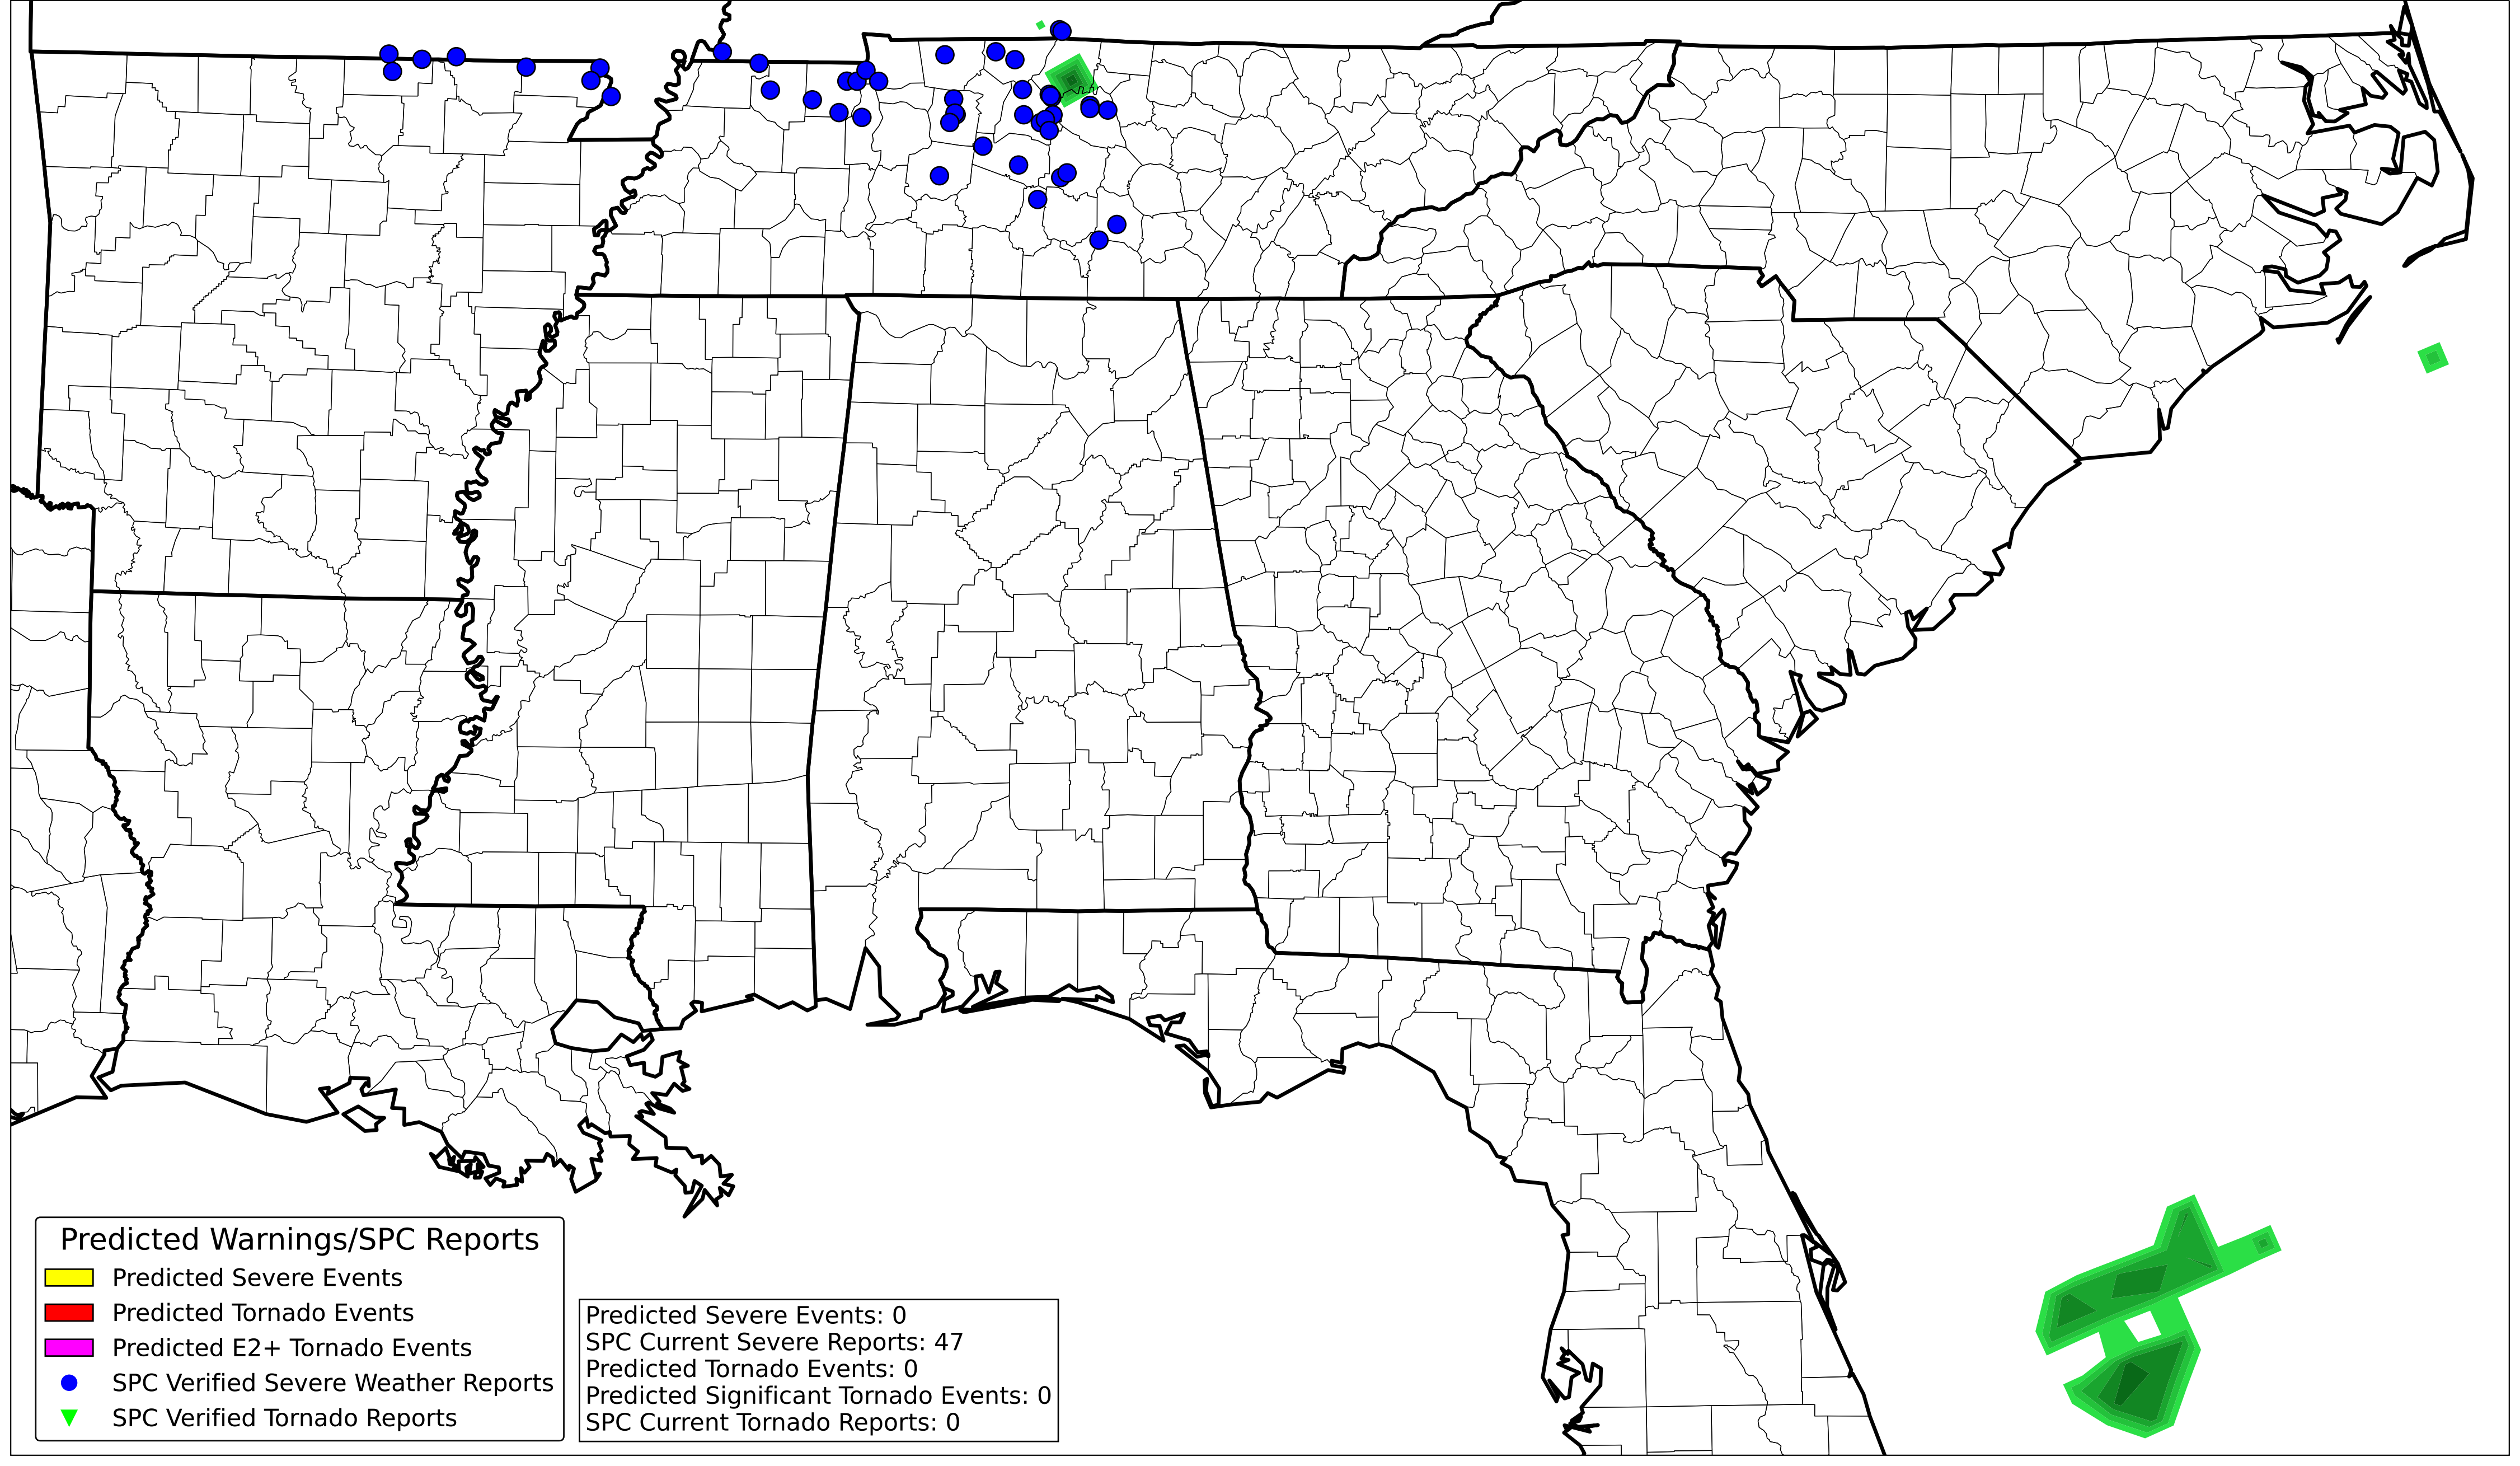 Predicted Warnings/SPC Reports
Predicted Severe Events
Predicted Tornado Events
Predicted E2+ Tornado Events
SPC Verified Severe Weather Reports
SPC Verified Tornado Reports
Predicted Severe Events: 0
SPC Current Severe Reports: 47
Predicted Tornado Events: 0
Predicted Significant Tornado Events: 0
SPC Current Tornado Reports: 0